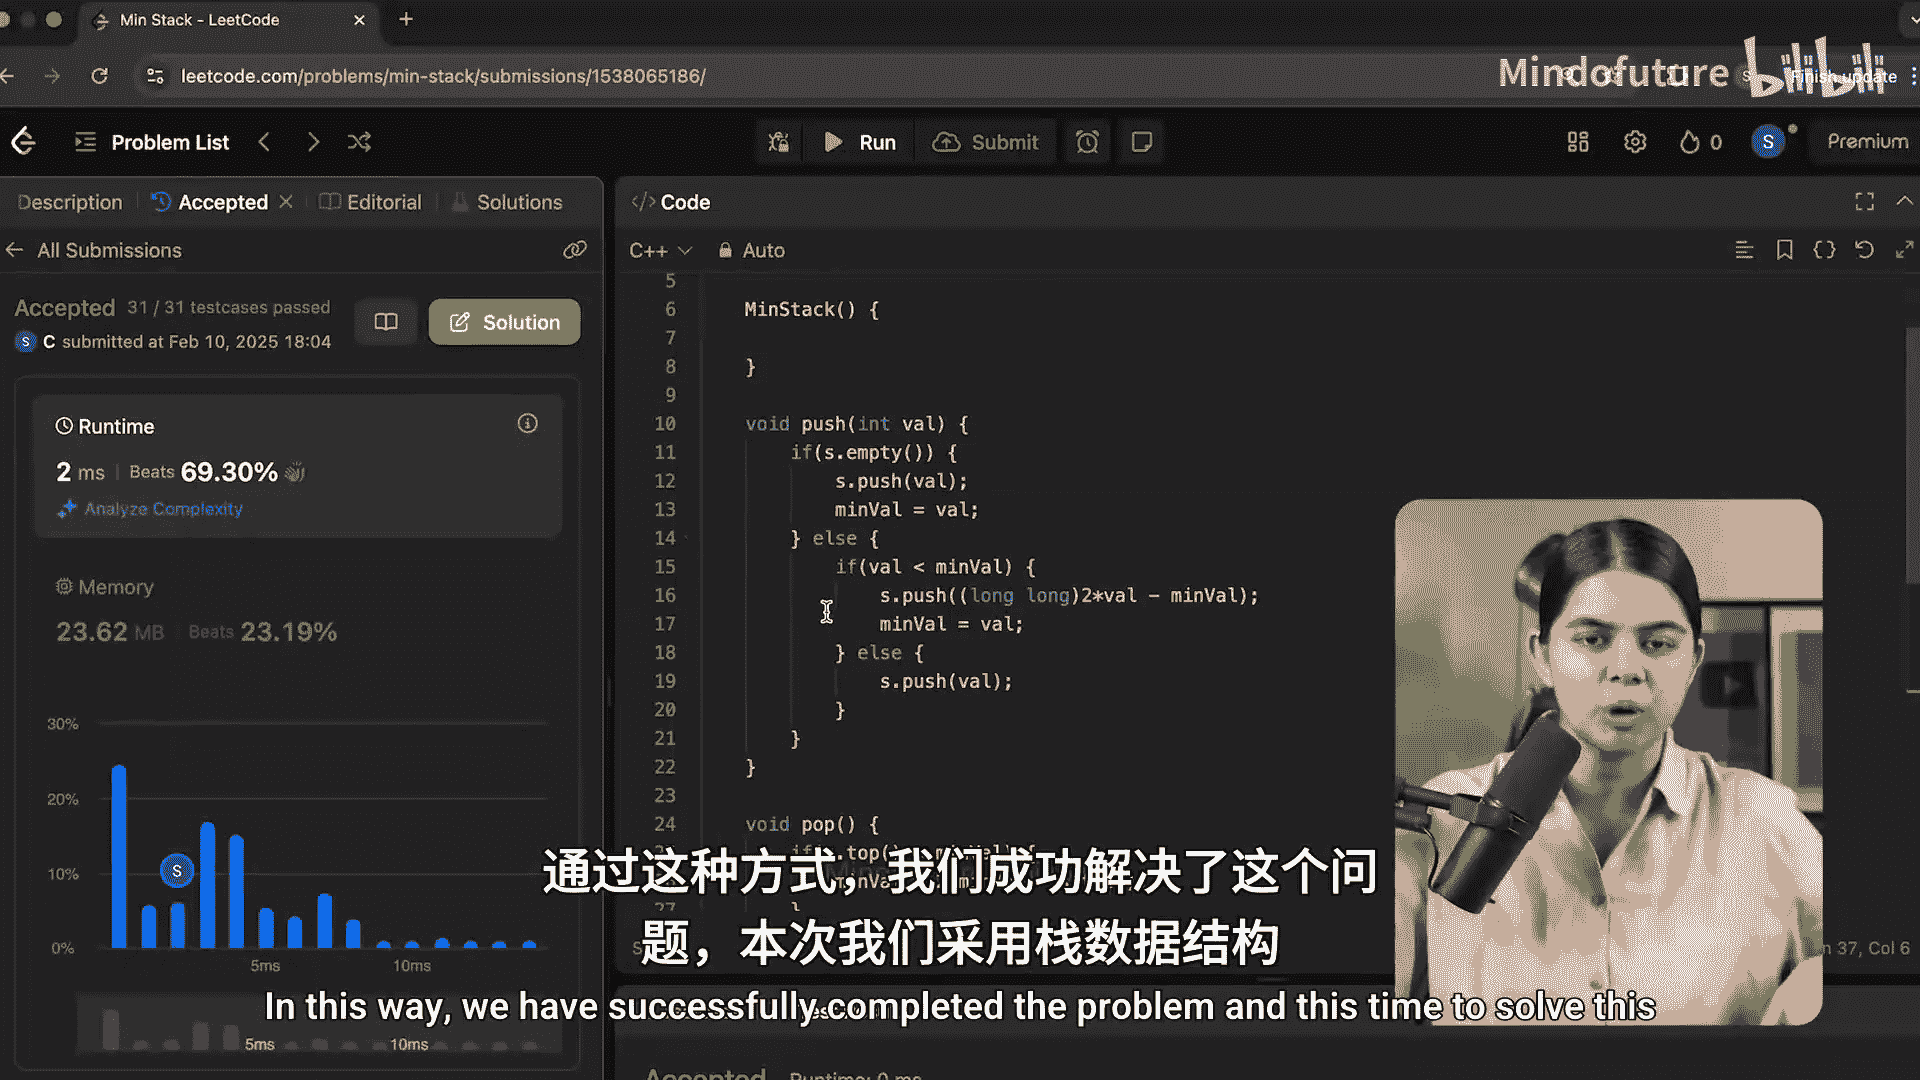 Min Stack - LeetCode
leetcode.com/problems/min-stack/submissions/1538065186/
Mindofuture bilibili
Finish update
Problem List
Run
Submit
0
S
Premium
Description
Accepted
Editorial
Solutions
</> Code
All Submissions
C++
Auto
Accepted 31 / 31 testcases passed
S C submitted at Feb 10, 2025 18:04
Solution
Runtime
2 ms Beats 69.30%
Analyze Complexity
Memory
23.62 MB Beats 23.19%
30%
20%
10%
0%
S
5ms
10ms
5ms
10ms
5
6 MinStack() {
7
8 }
9
10 void push(int val) {
11 if(s.empty()) {
12 s.push(val);
13 minVal = val;
14 } else {
15 if(val < minVal) {
16 s.push((long long)2*val - minVal);
17 minVal = val;
18 } else {
19 s.push(val);
20 }
21 }
22 }
23
24 void pop() {
27 }
37, Col 6
通过这种方式，我们成功解决了这个问
题，本次我们采用栈数据结构
In this way, we have successfully completed the problem and this time to solve this
Accepted Runtime: 0 ms